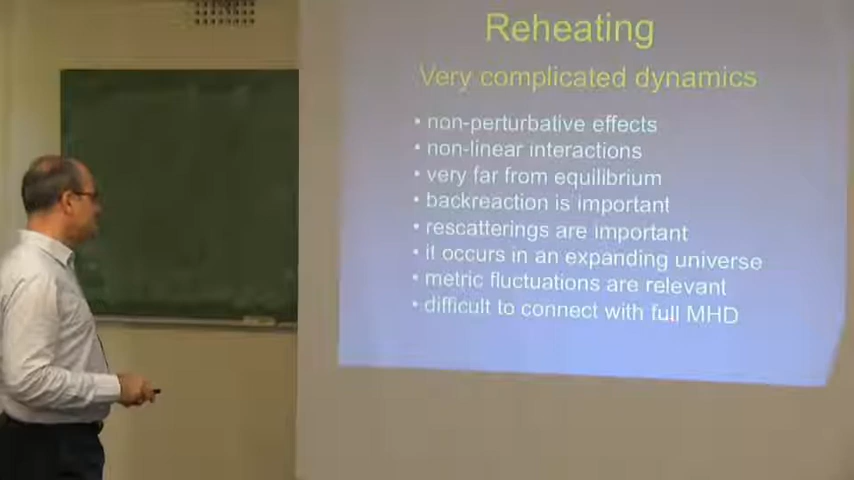 Reheating
Very complicated dynamics
• non-perturbative effects
• non-linear interactions
• very far from equilibrium
• backreaction is important
• rescatterings are important
• it occurs in an expanding universe
• metric fluctuations are relevant
• difficult to connect with full MHD